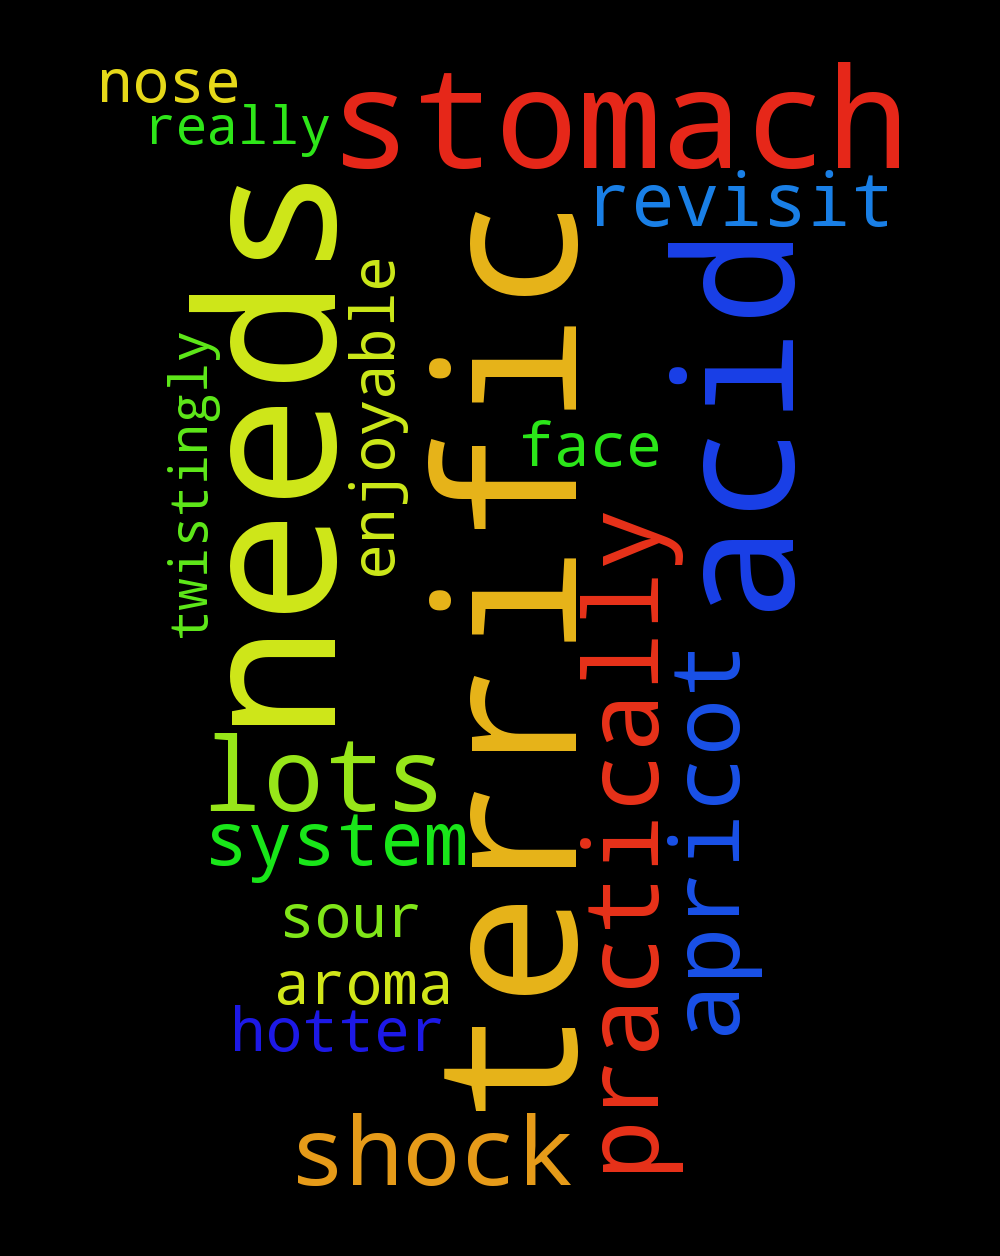 nose
stomach
really
revisit
needs
terrific
acid
enjoyable
twistingly
face
practically
apricot
lots
system
sour
aroma
hotter
shock